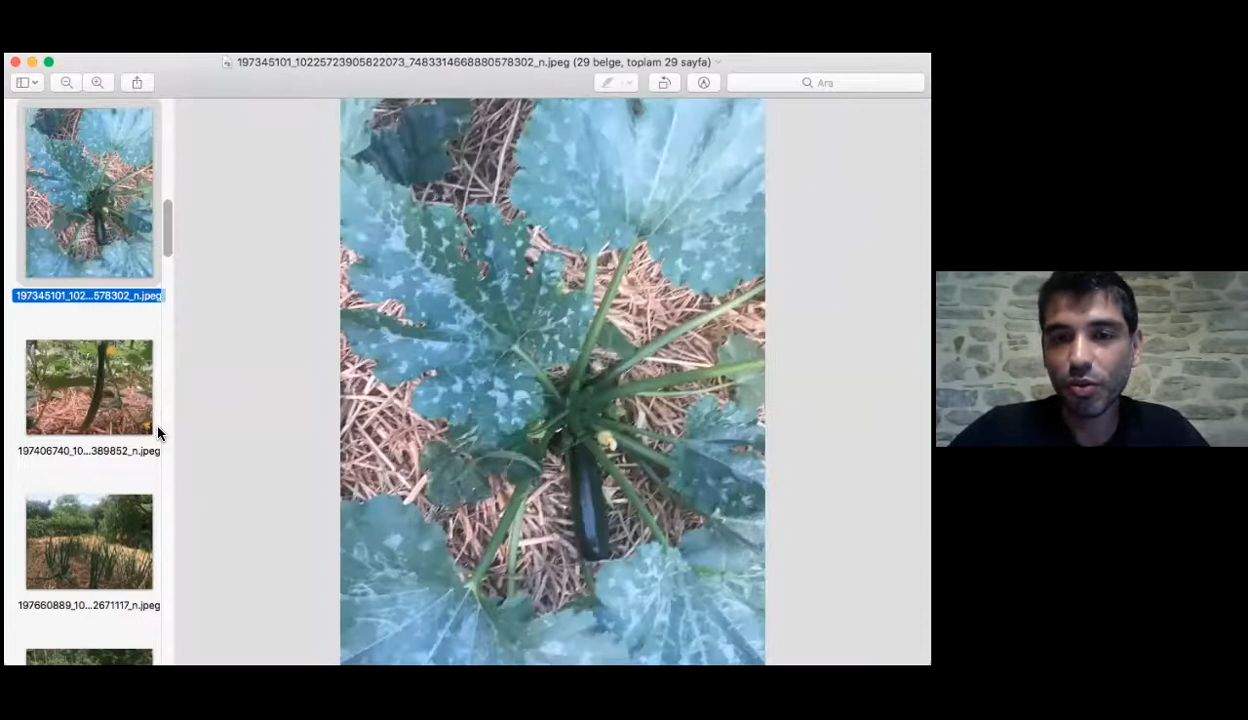 197345101_10225723905822073_7483314668880578302_n.jpeg (29 belge, toplam 29 sayfa)
Ara
197345101_102...578302_n.jpeg
197406740_10...389852_n.jpeg
197660889_10...2671117_n.jpeg